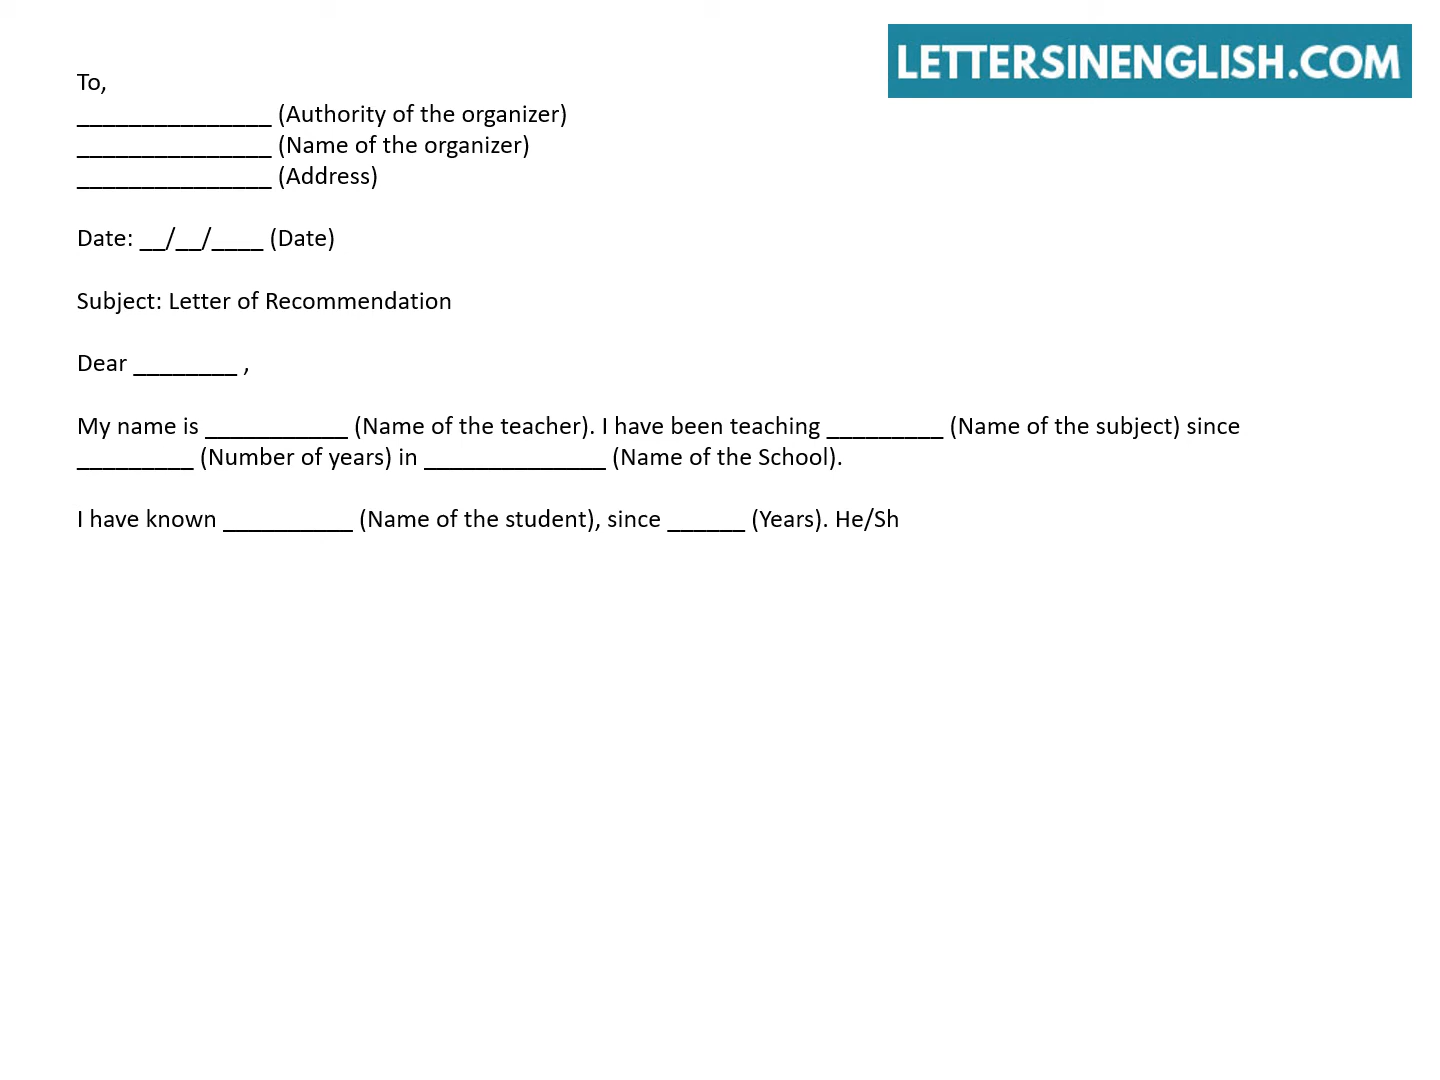 LETTERSINENGLISH.COM
To,
_______________ (Authority of the organizer)
_______________ (Name of the organizer)
_______________ (Address)
Date: __/__/____ (Date)
Subject: Letter of Recommendation
Dear ________ ,
My name is ___________ (Name of the teacher). I have been teaching _________ (Name of the subject) since
_________ (Number of years) in ______________ (Name of the School).
I have known __________ (Name of the student), since ______ (Years). He/Sh